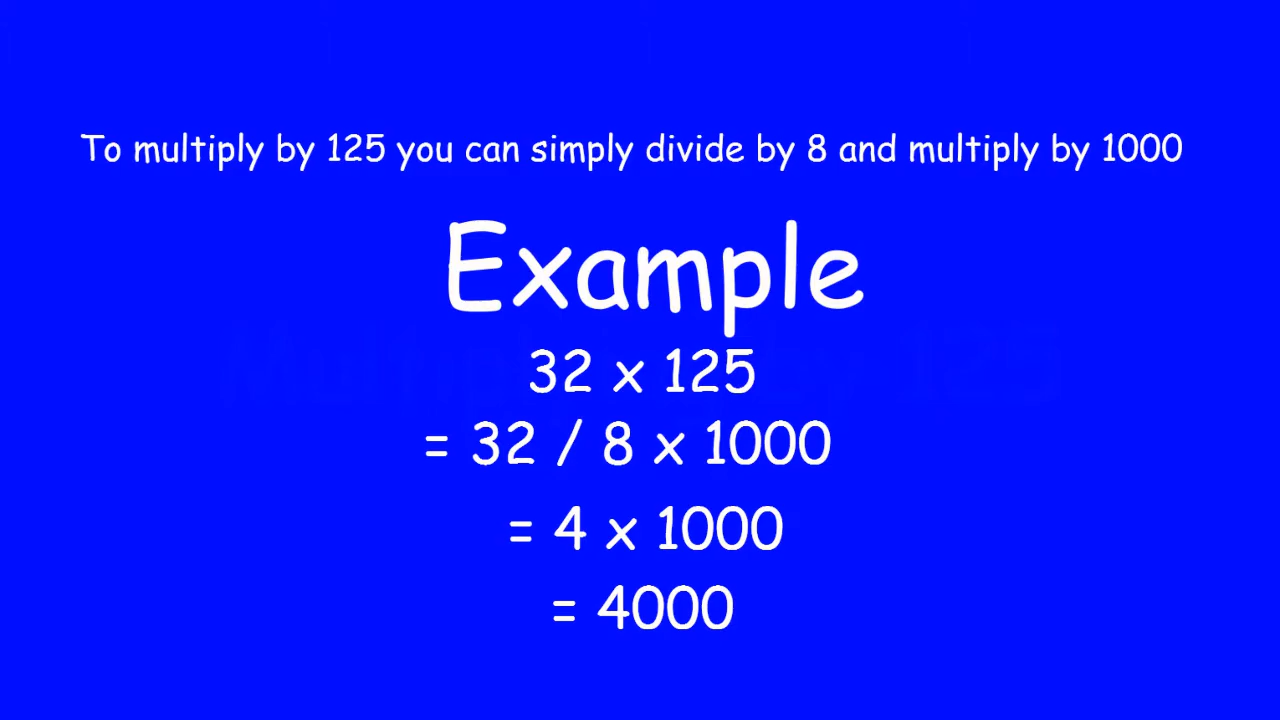 To multiply by 125 you can simply divide by 8 and multiply by 1000
Example
32 x 125
= 32 / 8 x 1000
= 4 x 1000
= 4000